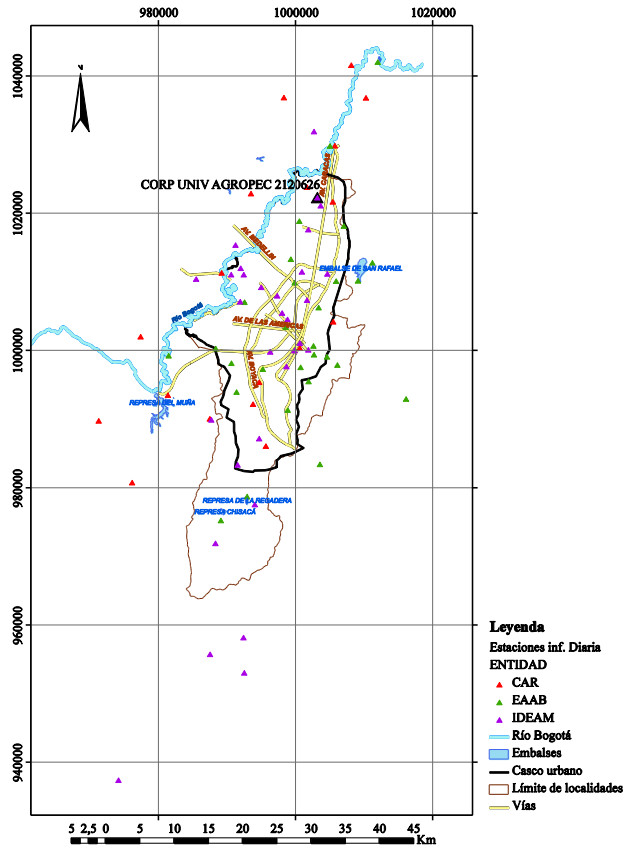 980000 1000000 1020000
1040000
N
CORP UNIV AGROPEC 2120626
1020000
AV. MEDELLIN
EMBALSE DE SAN RAFAEL
Río Bogotá
AV. DE LAS AMERICAS
1000000
AV. BOYACA
REPRESA DEL MUÑA
980000
REPRESA DE LA REGADERA
REPRESA CHISACÁ
960000
940000
Leyenda
Estaciones inf. Diaria
ENTIDAD
CAR
EAAB
IDEAM
Río Bogotá
Embalses
Casco urbano
Límite de localidades
Vías
5 2,5 0 5 10 15 20 25 30 35 40 45 Km